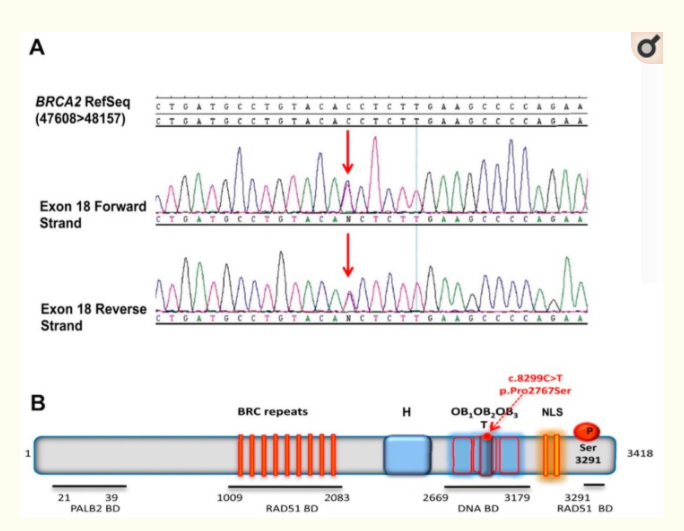 A
BRCA2 RefSeq
(47608>48157)
C T G A T G C C T G T A C A C C T C T T G A A G C C C C A G A A
C T G A T G C C T G T A C A C C T C T T G A A G C C C C A G A A
Exon 18 Forward
Strand
C T G A T G C C T G T A C A N C T C T T G A A G C C C C A G A A
Exon 18 Reverse
Strand
C T G A T G C C T G T A C A N C T C T T G A A G C C C C A G A A
B
c.8299C>T
p.Pro2767Ser
BRC repeats
H
OB1OB2OB3
NLS
T
P
1
Ser
3291
3418
21 39
1009 2083
2669 3179
3291
PALB2 BD
RAD51 BD
DNA BD
RAD51 BD